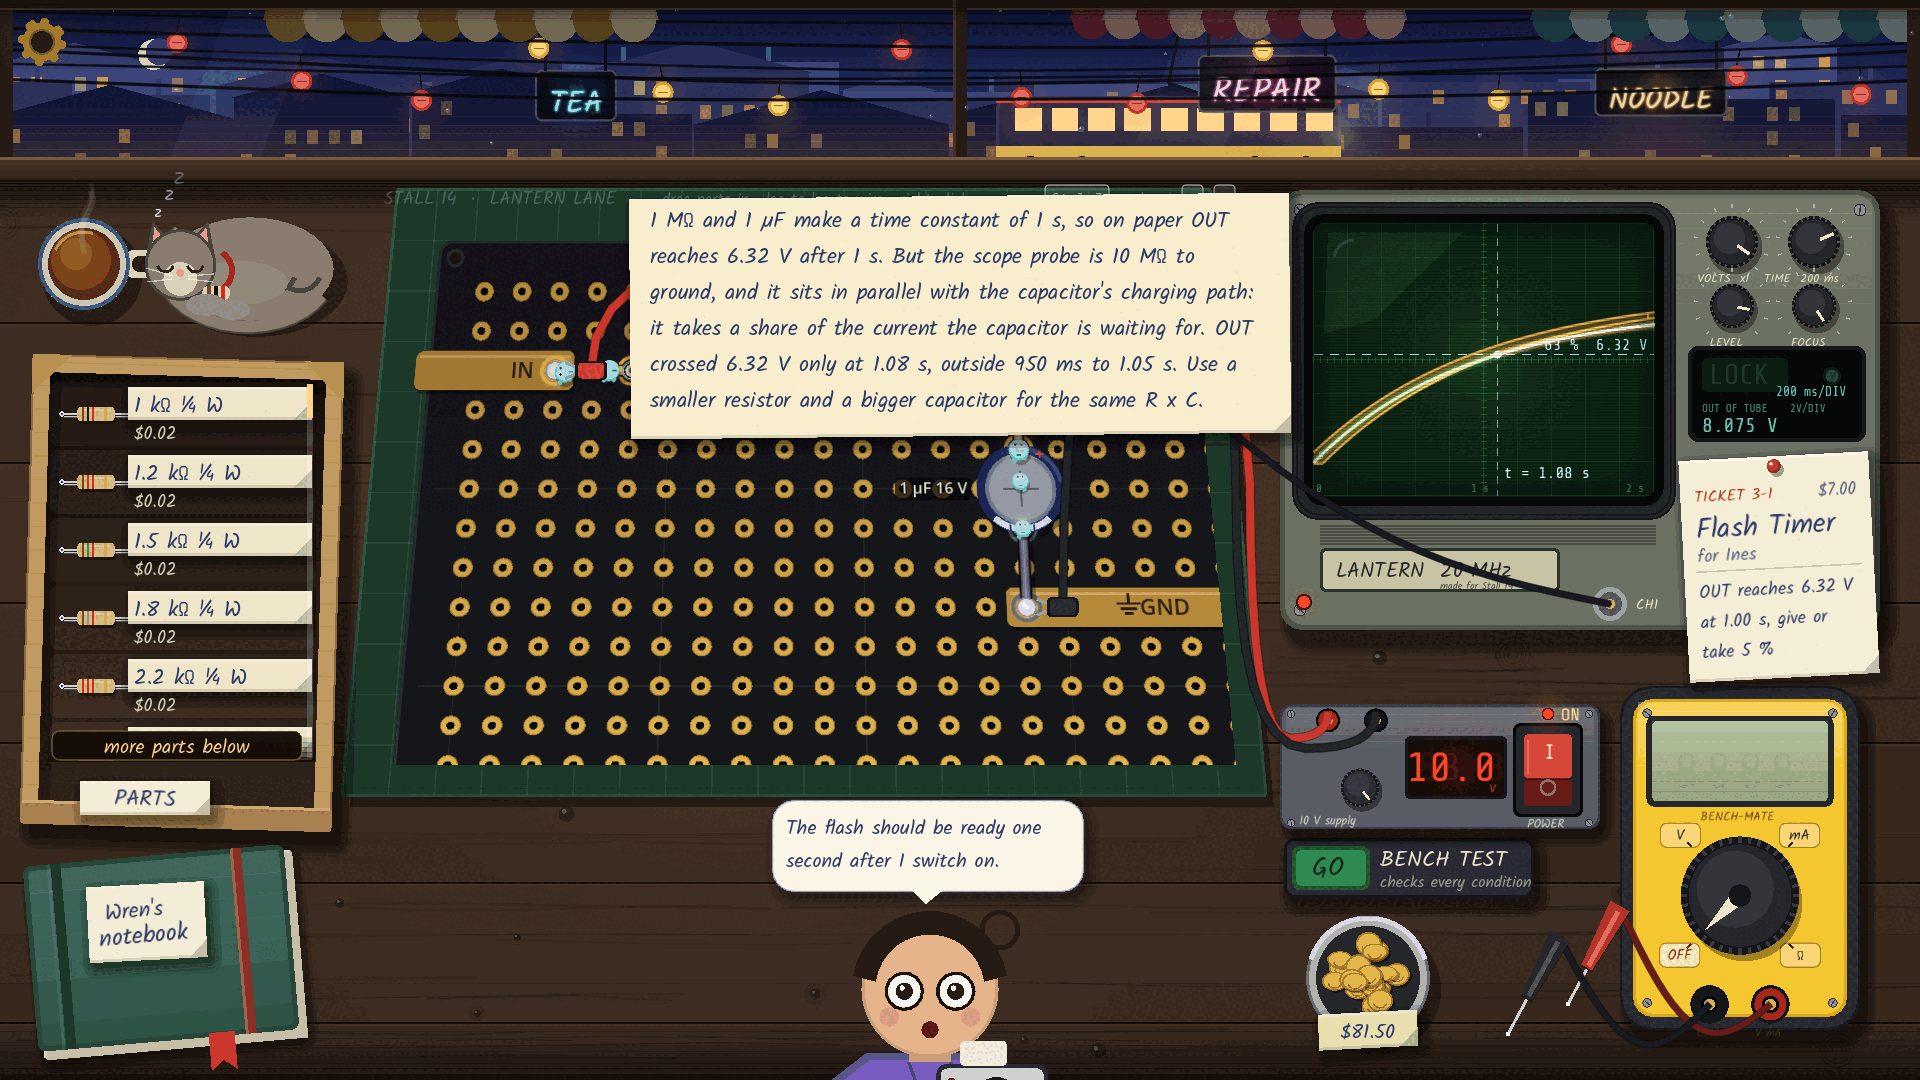 TEA
REPAIR
NOODLE
STALL 14 · LANTERN LANE
1 MΩ and 1 µF make a time constant of 1 s, so on paper OUT
reaches 6.32 V after 1 s. But the scope probe is 10 MΩ to
ground, and it sits in parallel with the capacitor's charging path:
it takes a share of the current the capacitor is waiting for. OUT
crossed 6.32 V only at 1.08 s, outside 950 ms to 1.05 s. Use a
smaller resistor and a bigger capacitor for the same R x C.
IN
1 µF 16 V
GND
1 kΩ ¼ W
$0.02
1.2 kΩ ¼ W
$0.02
1.5 kΩ ¼ W
$0.02
1.8 kΩ ¼ W
$0.02
2.2 kΩ ¼ W
$0.02
more parts below
PARTS
Wren's
notebook
63 % 6.32 V
t = 1.08 s
0 1 s 2 s
VOLTS x1 TIME 200 ms
LEVEL FOCUS
LOCK
200 ms/DIV
OUT OF TUBE 2V/DIV
8.075 V
LANTERN 20 MHz
made for Stall
CH1
TICKET 3-1 $7.00
Flash Timer
for Ines
OUT reaches 6.32 V
at 1.00 s, give or
take 5 %
ON
10.0
V
I
10 V supply
POWER
GO
BENCH TEST
checks every condition
BENCH-MATE
V mA
OFF Ω
V mA
The flash should be ready one
second after I switch on.
$81.50